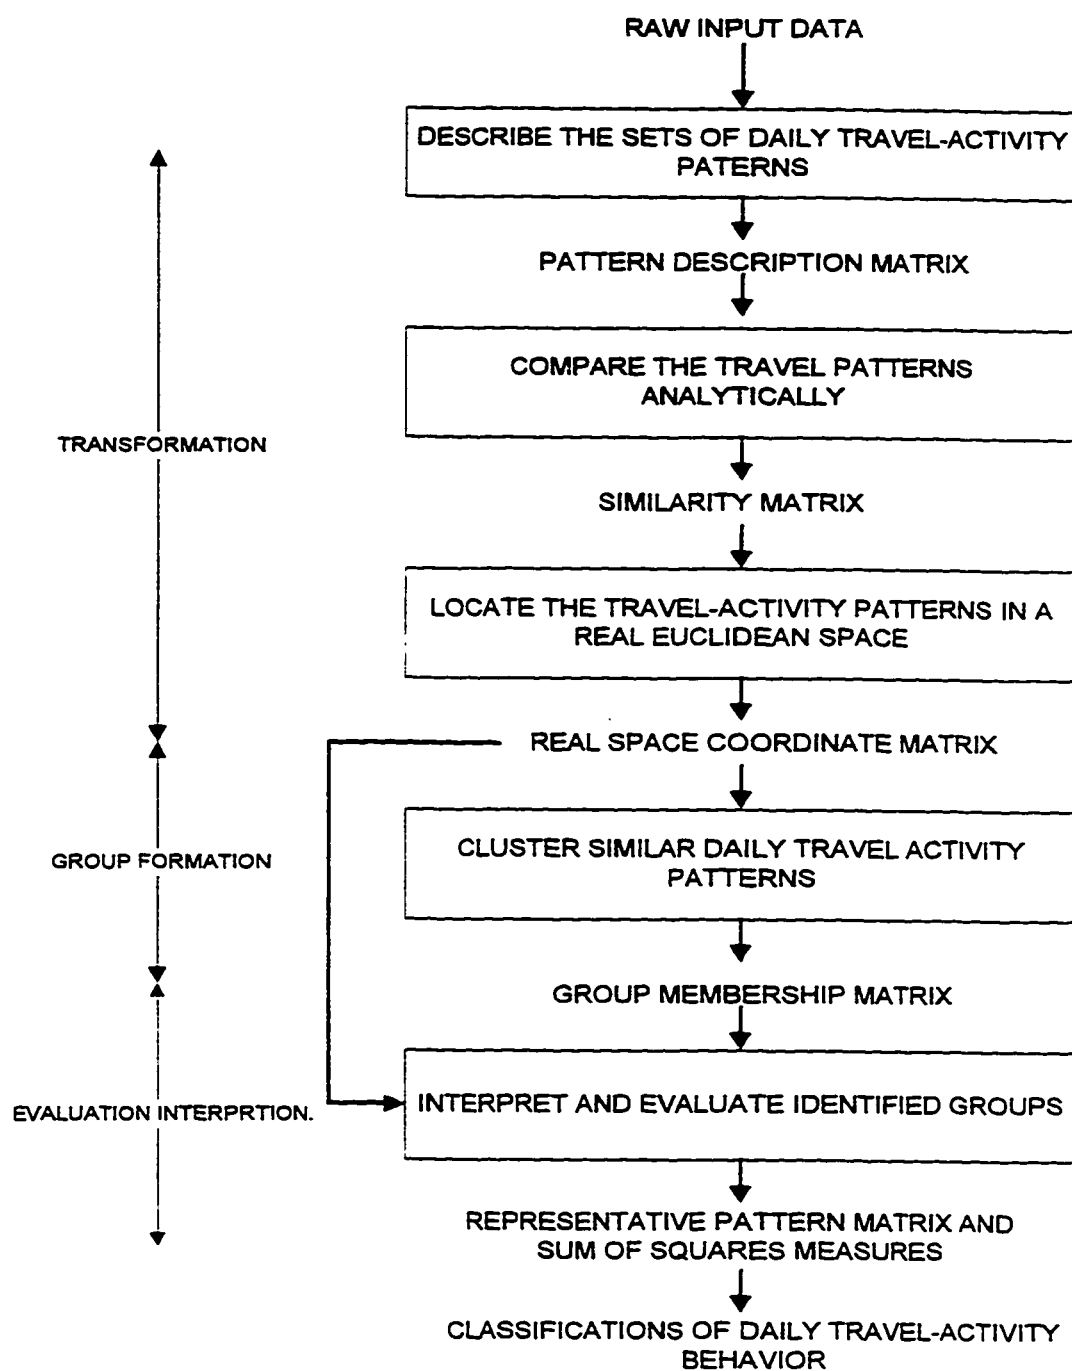 RAW INPUT DATA
DESCRIBE THE SETS OF DAILY TRAVEL-ACTIVITY
PATERNS
PATTERN DESCRIPTION MATRIX
COMPARE THE TRAVEL PATTERNS
ANALYTICALLY
TRANSFORMATION
SIMILARITY MATRIX
LOCATE THE TRAVEL-ACTIVITY PATTERNS IN A
REAL EUCLIDEAN SPACE
REAL SPACE COORDINATE MATRIX
CLUSTER SIMILAR DAILY TRAVEL ACTIVITY
PATTERNS
GROUP FORMATION
GROUP MEMBERSHIP MATRIX
INTERPRET AND EVALUATE IDENTIFIED GROUPS
EVALUATION INTERPRTION.
REPRESENTATIVE PATTERN MATRIX AND
SUM OF SQUARES MEASURES
CLASSIFICATIONS OF DAILY TRAVEL-ACTIVITY
BEHAVIOR